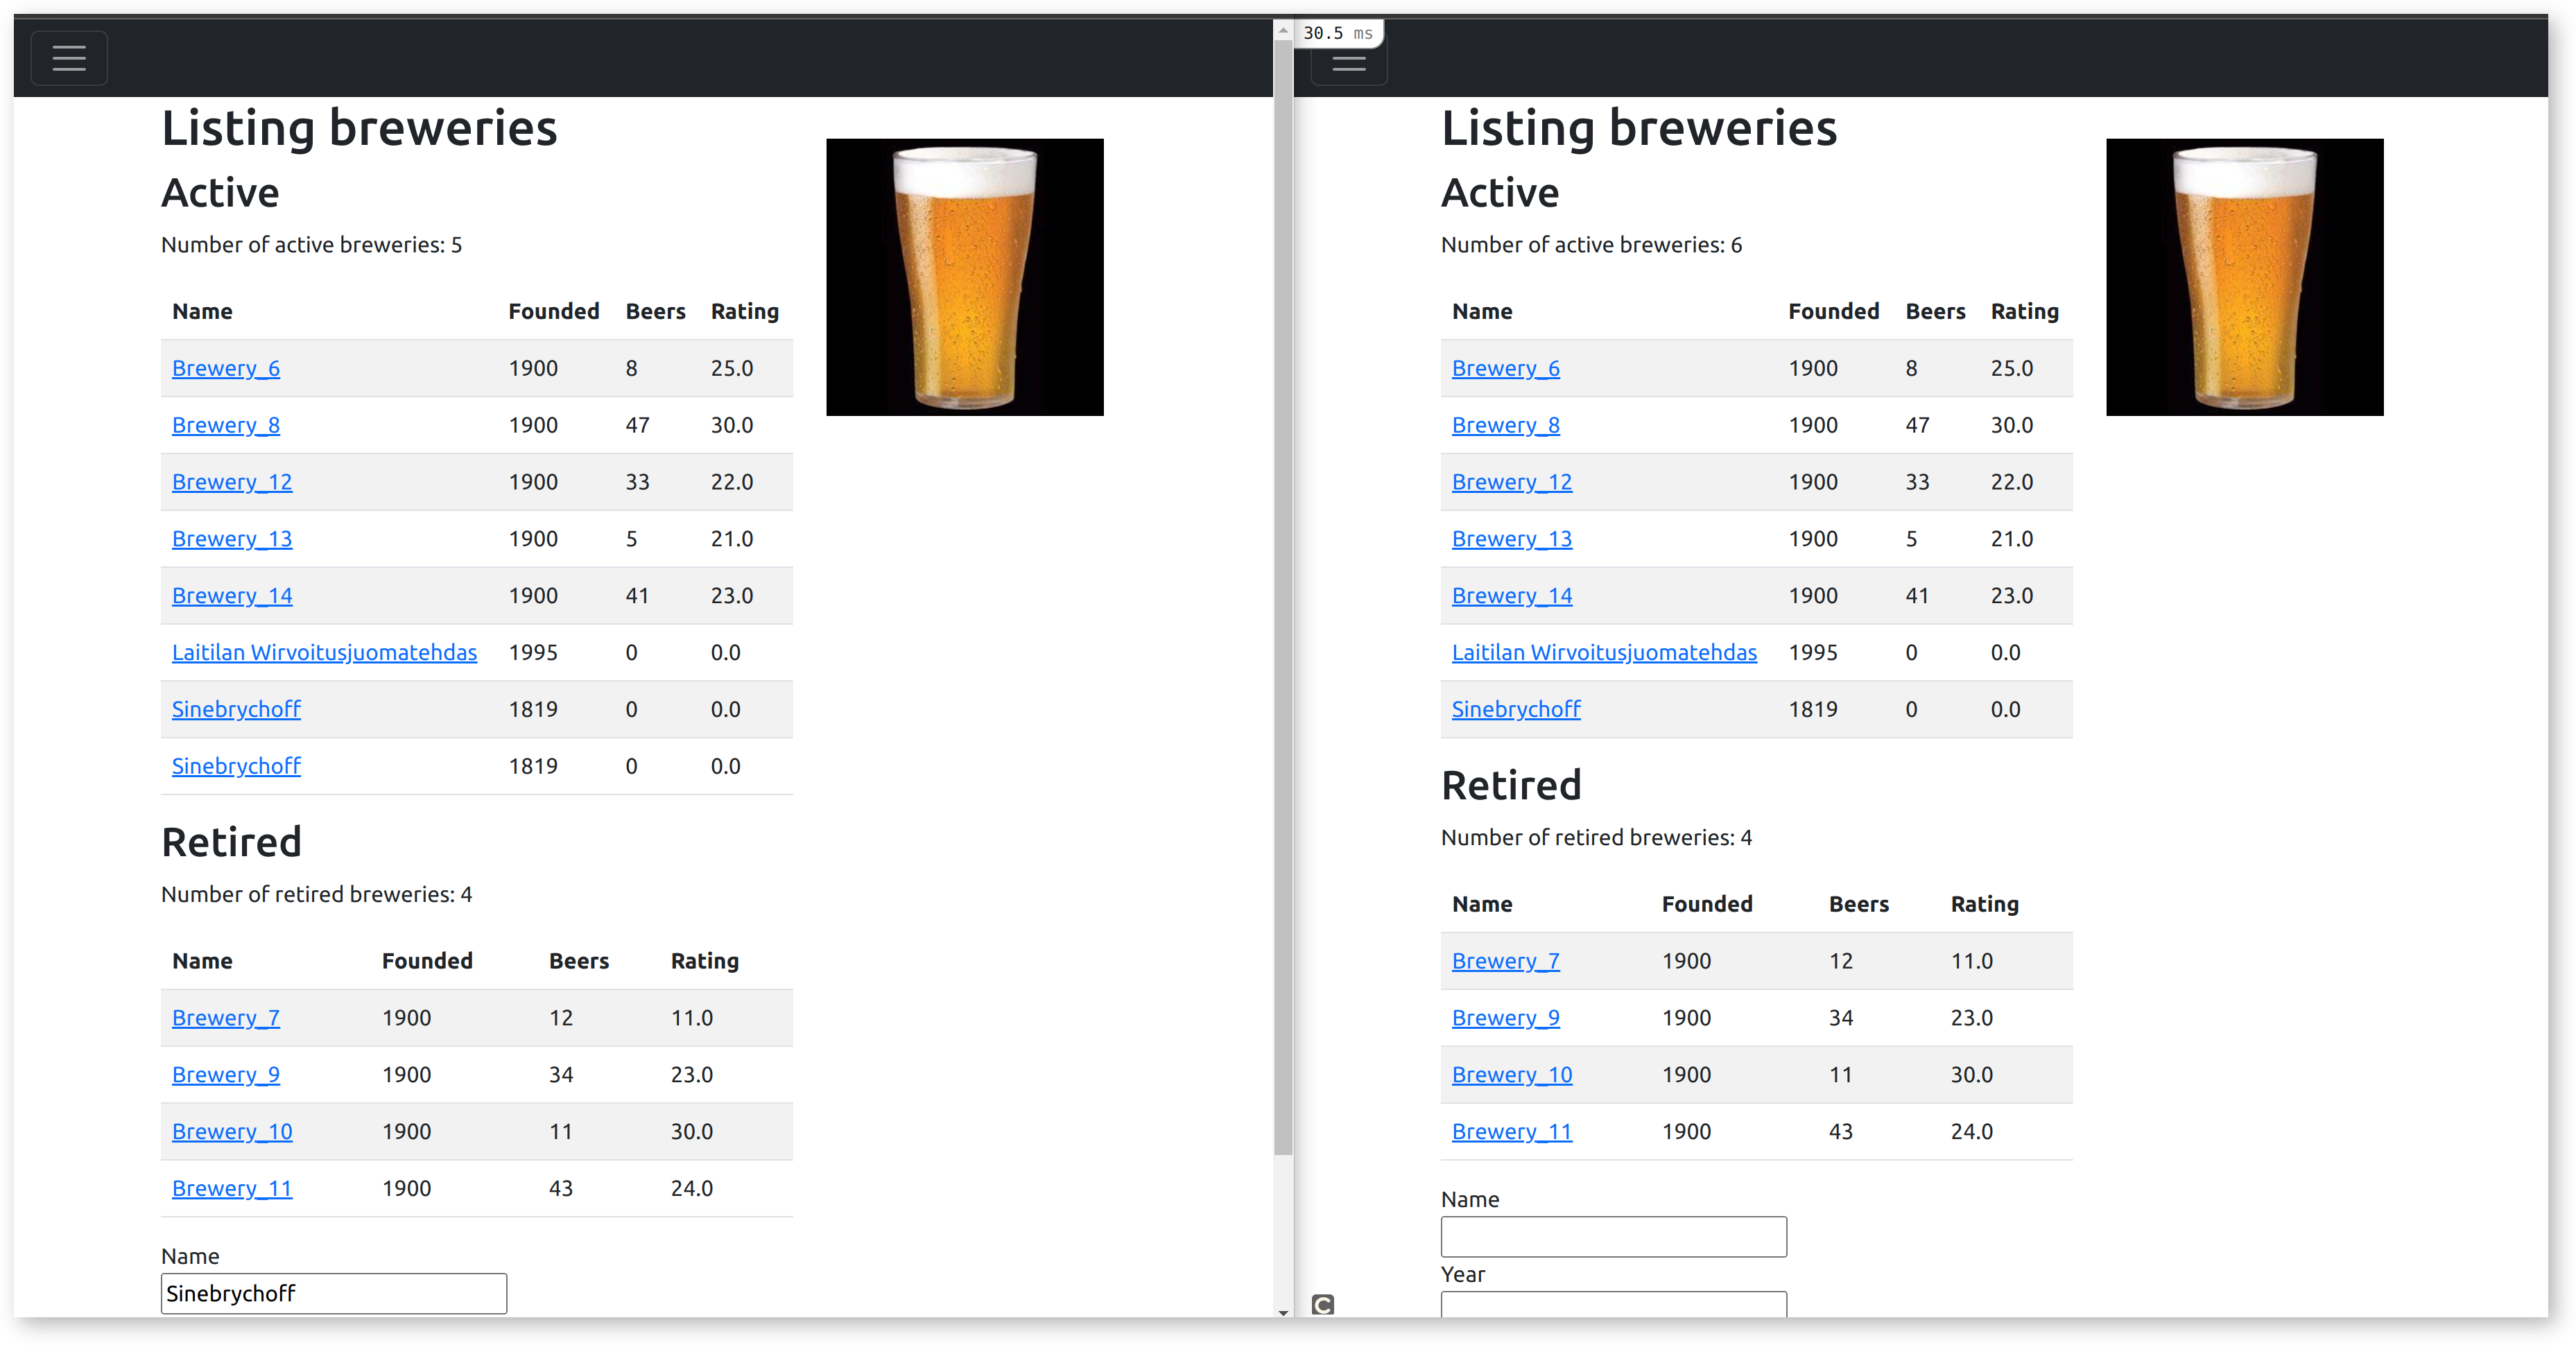 Listing breweries
Active
Number of active breweries: 5
Name Founded Beers Rating
Brewery_6 1900 8 25.0
Brewery_8 1900 47 30.0
Brewery_12 1900 33 22.0
Brewery_13 1900 5 21.0
Brewery_14 1900 41 23.0
Laitilan Wirvoitusjuomatehdas 1995 0 0.0
Sinebrychoff 1819 0 0.0
Sinebrychoff 1819 0 0.0
Retired
Number of retired breweries: 4
Name Founded Beers Rating
Brewery_7 1900 12 11.0
Brewery_9 1900 34 23.0
Brewery_10 1900 11 30.0
Brewery_11 1900 43 24.0
Name
Sinebrychoff
30.5 ms
Listing breweries
Active
Number of active breweries: 6
Name Founded Beers Rating
Brewery_6 1900 8 25.0
Brewery_8 1900 47 30.0
Brewery_12 1900 33 22.0
Brewery_13 1900 5 21.0
Brewery_14 1900 41 23.0
Laitilan Wirvoitusjuomatehdas 1995 0 0.0
Sinebrychoff 1819 0 0.0
Retired
Number of retired breweries: 4
Name Founded Beers Rating
Brewery_7 1900 12 11.0
Brewery_9 1900 34 23.0
Brewery_10 1900 11 30.0
Brewery_11 1900 43 24.0
Name
Year
C